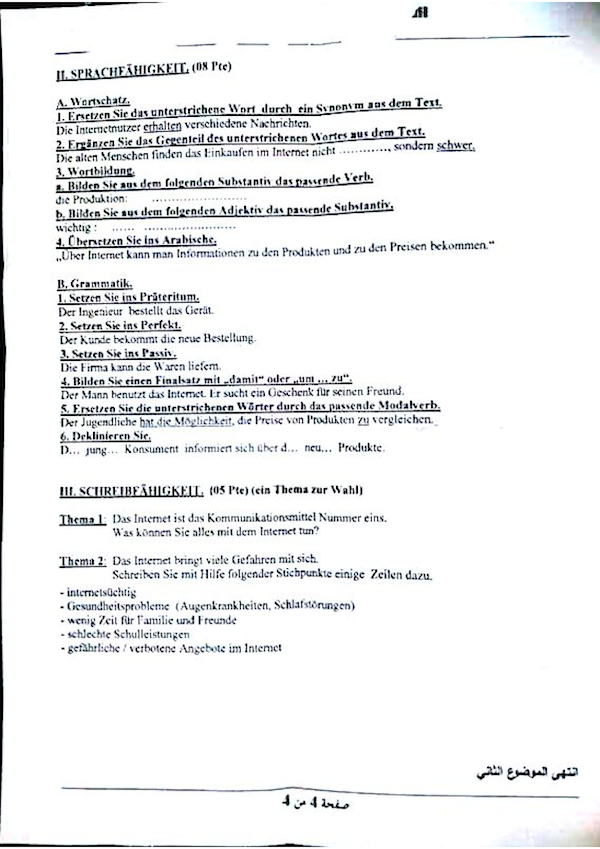 II. SPRACHFÄHIGKEIT. (08 Pte)
A. Wortschatz.
1. Ersetzen Sie das unterstrichene Wort durch ein Synonym aus dem Text.
Die Internetnutzer erhalten verschiedene Nachrichten.
2. Ergänzen Sie das Gegenteil des unterstrichenen Wortes aus dem Text.
Die alten Menschen finden das Einkaufen im Internet nicht ............, sondern schwer.
3. Wortbildung.
a. Bilden Sie aus dem folgenden Substantiv das passende Verb.
die Produktion: ........................
b. Bilden Sie aus dem folgenden Adjektiv das passende Substantiv.
wichtig : ...... ........................
4. Übersetzen Sie ins Arabische.
„Über Internet kann man Informationen zu den Produkten und zu den Preisen bekommen."
B. Grammatik.
1. Setzen Sie ins Präteritum.
Der Ingenieur bestellt das Gerät.
2. Setzen Sie ins Perfekt.
Der Kunde bekommt die neue Bestellung.
3. Setzen Sie ins Passiv.
Die Firma kann die Waren liefern.
4. Bilden Sie einen Finalsatz mit „damit" oder „um ... zu".
Der Mann benutzt das Internet. Er sucht ein Geschenk für seinen Freund.
5. Ersetzen Sie die unterstrichenen Wörter durch das passende Modalverb.
Der Jugendliche hat die Möglichkeit, die Preise von Produkten zu vergleichen.
6. Deklinieren Sie.
D... jung... Konsument informiert sich über d... neu... Produkte.
III. SCHREIBFÄHIGKEIT. (05 Pte) (ein Thema zur Wahl)
Thema 1: Das Internet ist das Kommunikationsmittel Nummer eins.
Was können Sie alles mit dem Internet tun?
Thema 2: Das Internet bringt viele Gefahren mit sich.
Schreiben Sie mit Hilfe folgender Stichpunkte einige Zeilen dazu.
- internetsüchtig
- Gesundheitsprobleme (Augenkrankheiten, Schlafstörungen)
- wenig Zeit für Familie und Freunde
- schlechte Schulleistungen
- gefährliche / verbotene Angebote im Internet
انتهى الموضوع الثاني
صفحة 4 من 4